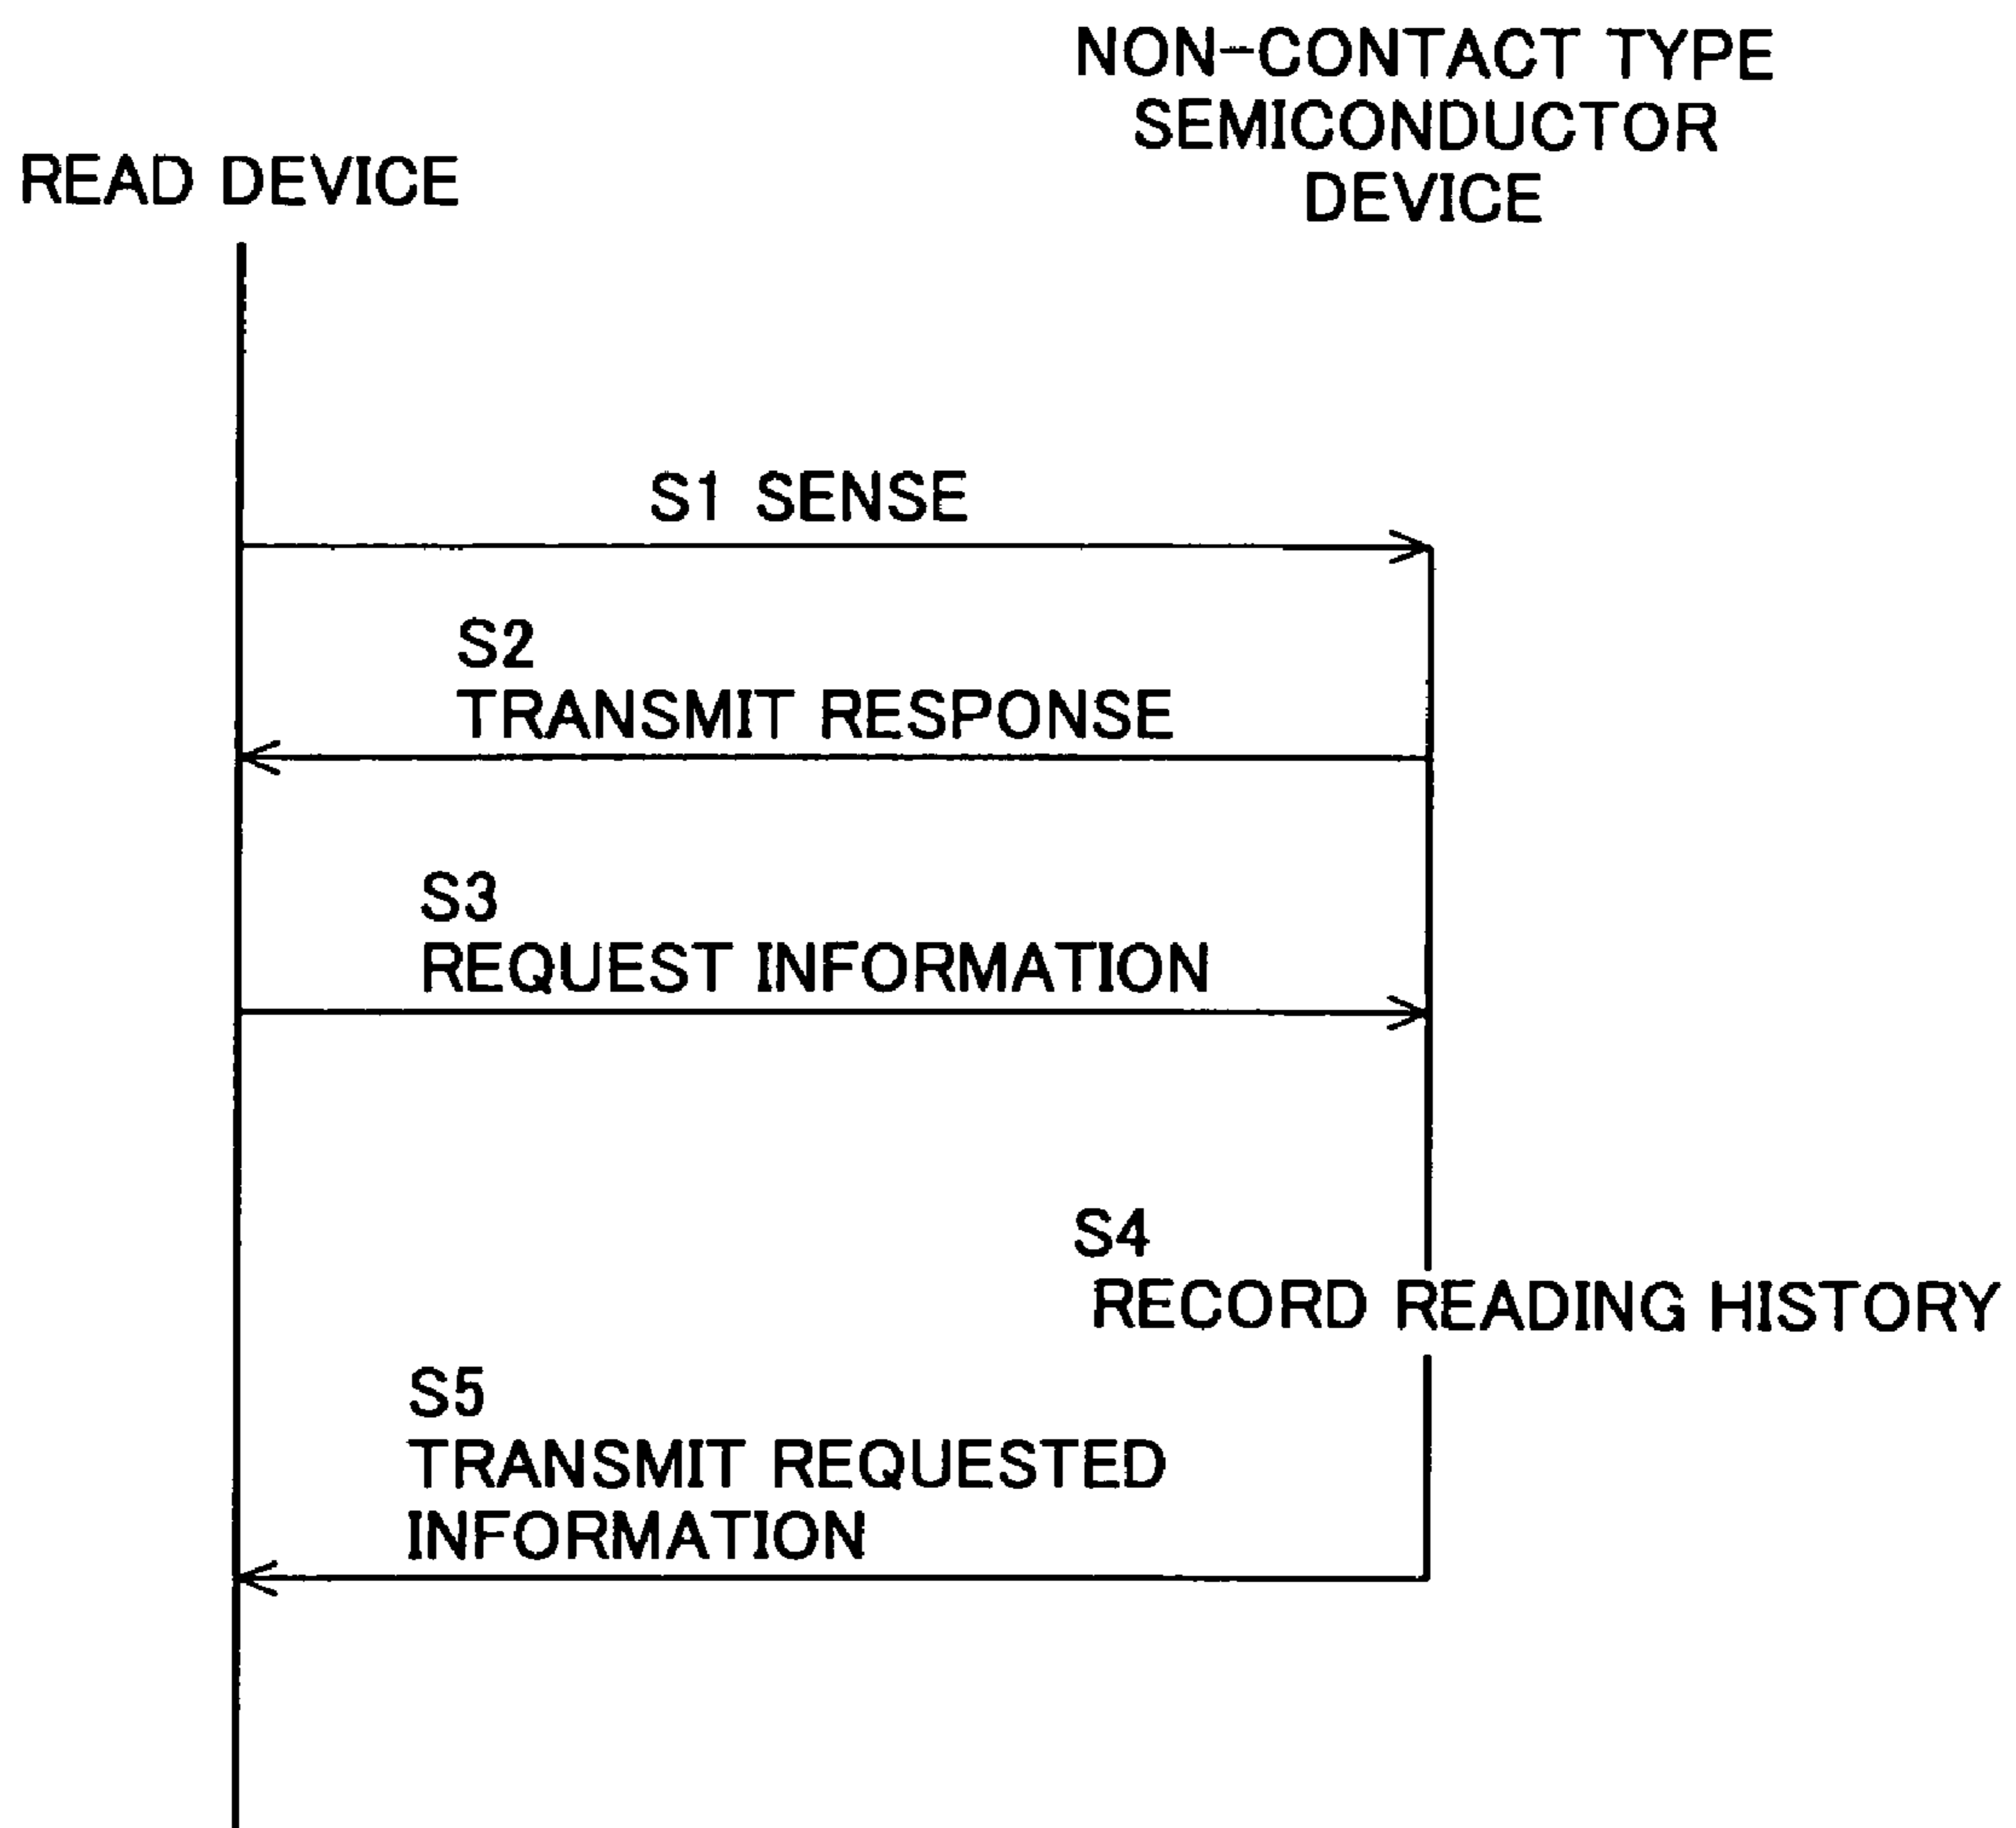 NON-CONTACT TYPE
SEMICONDUCTOR
DEVICE
READ DEVICE
S1 SENSE
S2
TRANSMIT RESPONSE
S3
REQUEST INFORMATION
S4
RECORD READING HISTORY
S5
TRANSMIT REQUESTED
INFORMATION